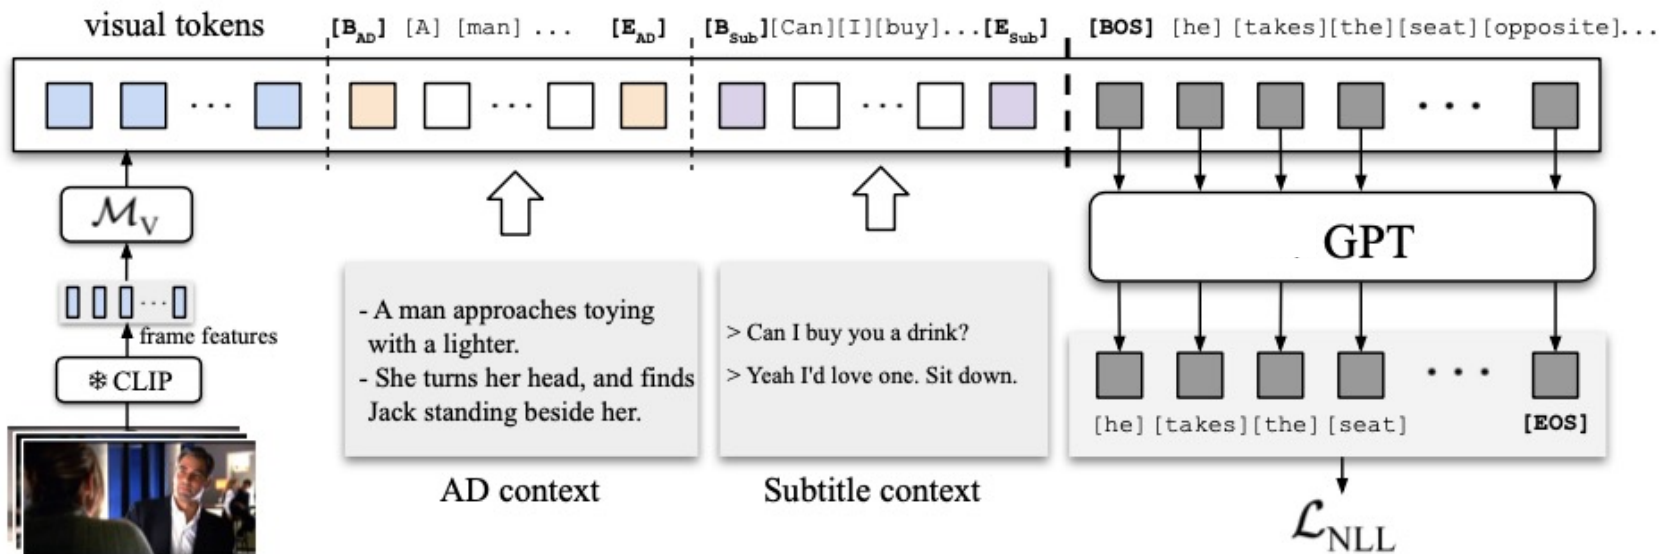 visual tokens
[B_AD] [A] [man] ... [E_AD]
[B_Sub][Can][I][buy]...[E_Sub]
[BOS] [he] [takes][the][seat][opposite]...
M_V
frame features
❄ CLIP
- A man approaches toying
with a lighter.
- She turns her head, and finds
Jack standing beside her.
AD context
> Can I buy you a drink?
> Yeah I'd love one. Sit down.
Subtitle context
GPT
[he] [takes][the] [seat] [EOS]
L_NLL